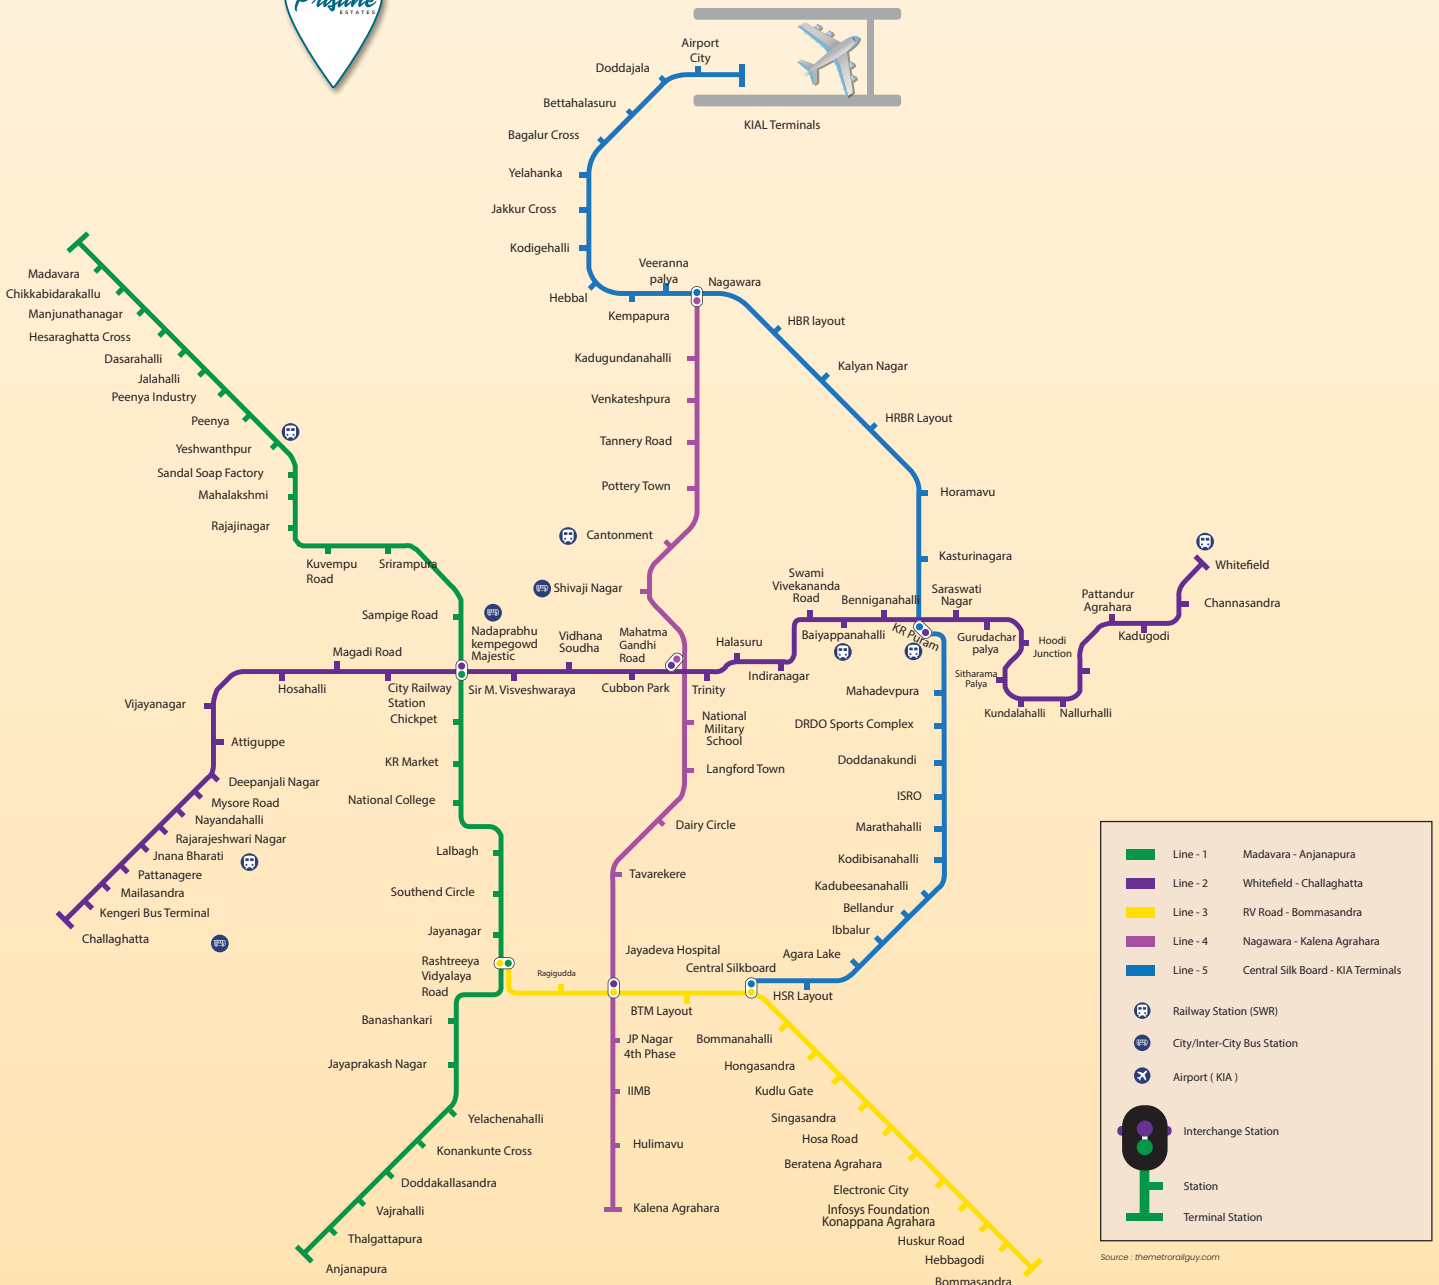 Pristine
ESTATES
Airport
City
Doddajala
Bettahalasuru
KIAL Terminals
Bagalur Cross
Yelahanka
Jakkur Cross
Kodigehalli
Veeranna
palya
Nagawara
Hebbal
Kempapura
HBR layout
Kadugundanahalli
Kalyan Nagar
Venkateshpura
HRBR Layout
Tannery Road
Pottery Town
Horamavu
Cantonment
Kasturinagara
Shivaji Nagar
Madavara
Chikkabidarakallu
Manjunathanagar
Hesaraghatta Cross
Dasarahalli
Jalahalli
Peenya Industry
Peenya
Yeshwanthpur
Sandal Soap Factory
Mahalakshmi
Rajajinagar
Kuvempu
Road
Srirampura
Sampige Road
Nadaprabhu
kempegowd
Majestic
Vidhana
Soudha
Mahatma
Gandhi
Road
Halasuru
Swami
Vivekananda
Road
Benniganahalli
Baiyappanahalli
KR Puram
Saraswati
Nagar
Gurudachar
palya
Hoodi
Junction
Sitharama
Palya
Kundalahalli
Nallurhalli
Pattandur
Agrahara
Kadugodi
Channasandra
Whitefield
Magadi Road
Hosahalli
City Railway
Station
Sir M. Visveshwaraya
Cubbon Park
Trinity
Indiranagar
Vijayanagar
Attiguppe
Deepanjali Nagar
Mysore Road
Nayandahalli
Rajarajeshwari Nagar
Jnana Bharati
Pattanagere
Mailasandra
Kengeri Bus Terminal
Challaghatta
Chickpet
KR Market
National College
Lalbagh
Southend Circle
Jayanagar
Rashtreeya
Vidyalaya
Road
Banashankari
Jayaprakash Nagar
Yelachenahalli
Konankunte Cross
Doddakallasandra
Vajrahalli
Thalgattapura
Anjanapura
National
Military
School
Langford Town
Dairy Circle
Tavarekere
Jayadeva Hospital
Ragigudda
BTM Layout
JP Nagar
4th Phase
IIMB
Hulimavu
Kalena Agrahara
Mahadevpura
DRDO Sports Complex
Doddanakundi
ISRO
Marathahalli
Kodibisanahalli
Kadubeesanahalli
Bellandur
Ibbalur
Agara Lake
Central Silkboard
HSR Layout
Bommanahalli
Hongasandra
Kudlu Gate
Singasandra
Hosa Road
Beratena Agrahara
Electronic City
Infosys Foundation
Konappana Agrahara
Huskur Road
Hebbagodi
Bommasandra
Line - 1 Madavara - Anjanapura
Line - 2 Whitefield - Challaghatta
Line - 3 RV Road - Bommasandra
Line - 4 Nagawara - Kalena Agrahara
Line - 5 Central Silk Board - KIA Terminals
Railway Station (SWR)
City/Inter-City Bus Station
Airport ( KIA )
Interchange Station
Station
Terminal Station
Source : themetrorailguy.com